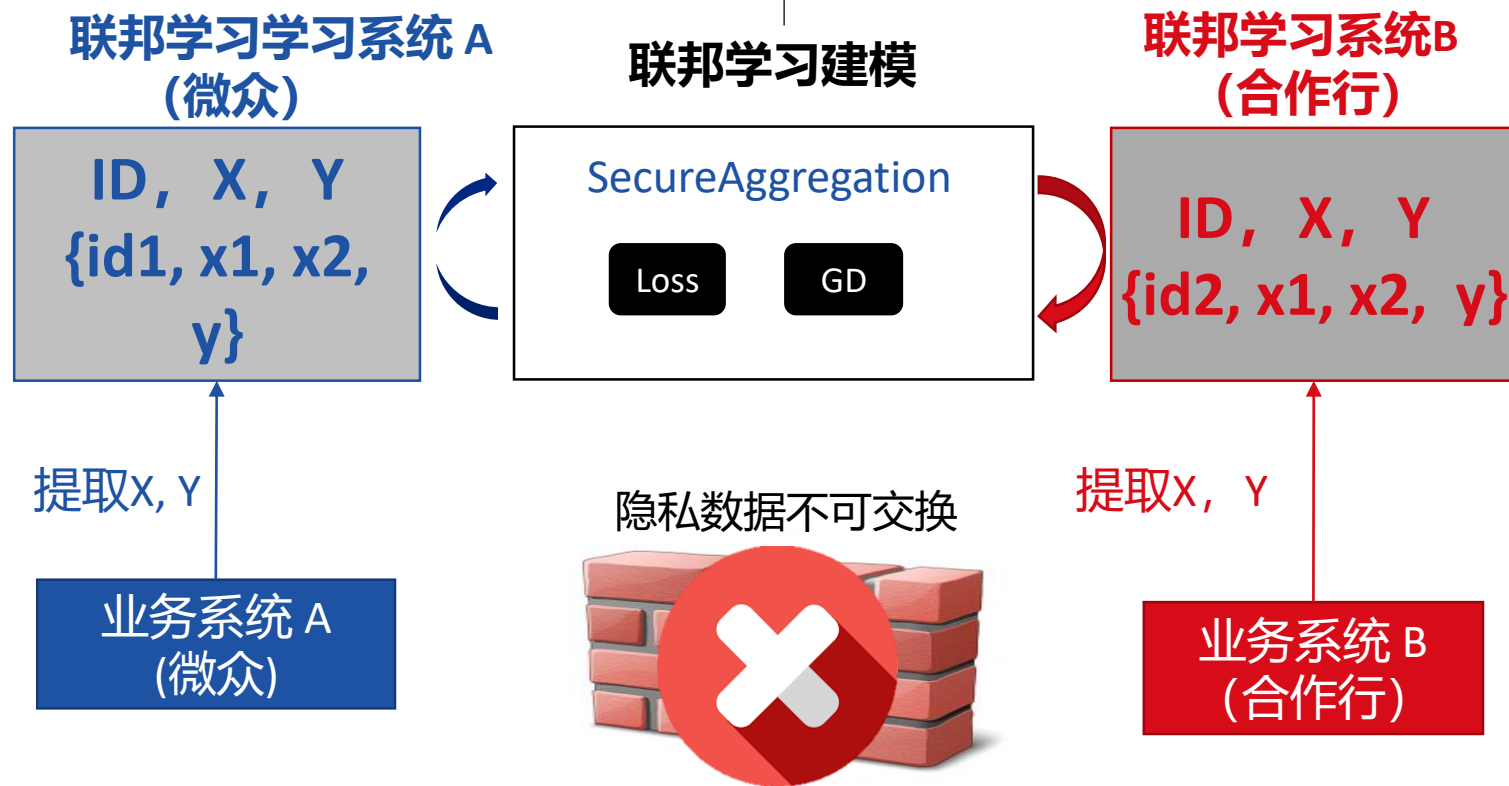 联邦学习学习系统 A
(微众)
ID，X，Y
{id1, x1, x2,
y}
提取X, Y
业务系统 A
(微众)
联邦学习建模
SecureAggregation
Loss
GD
隐私数据不可交换
联邦学习系统B
（合作行）
ID，X，Y
{id2, x1, x2, y}
提取X，Y
业务系统 B
（合作行）